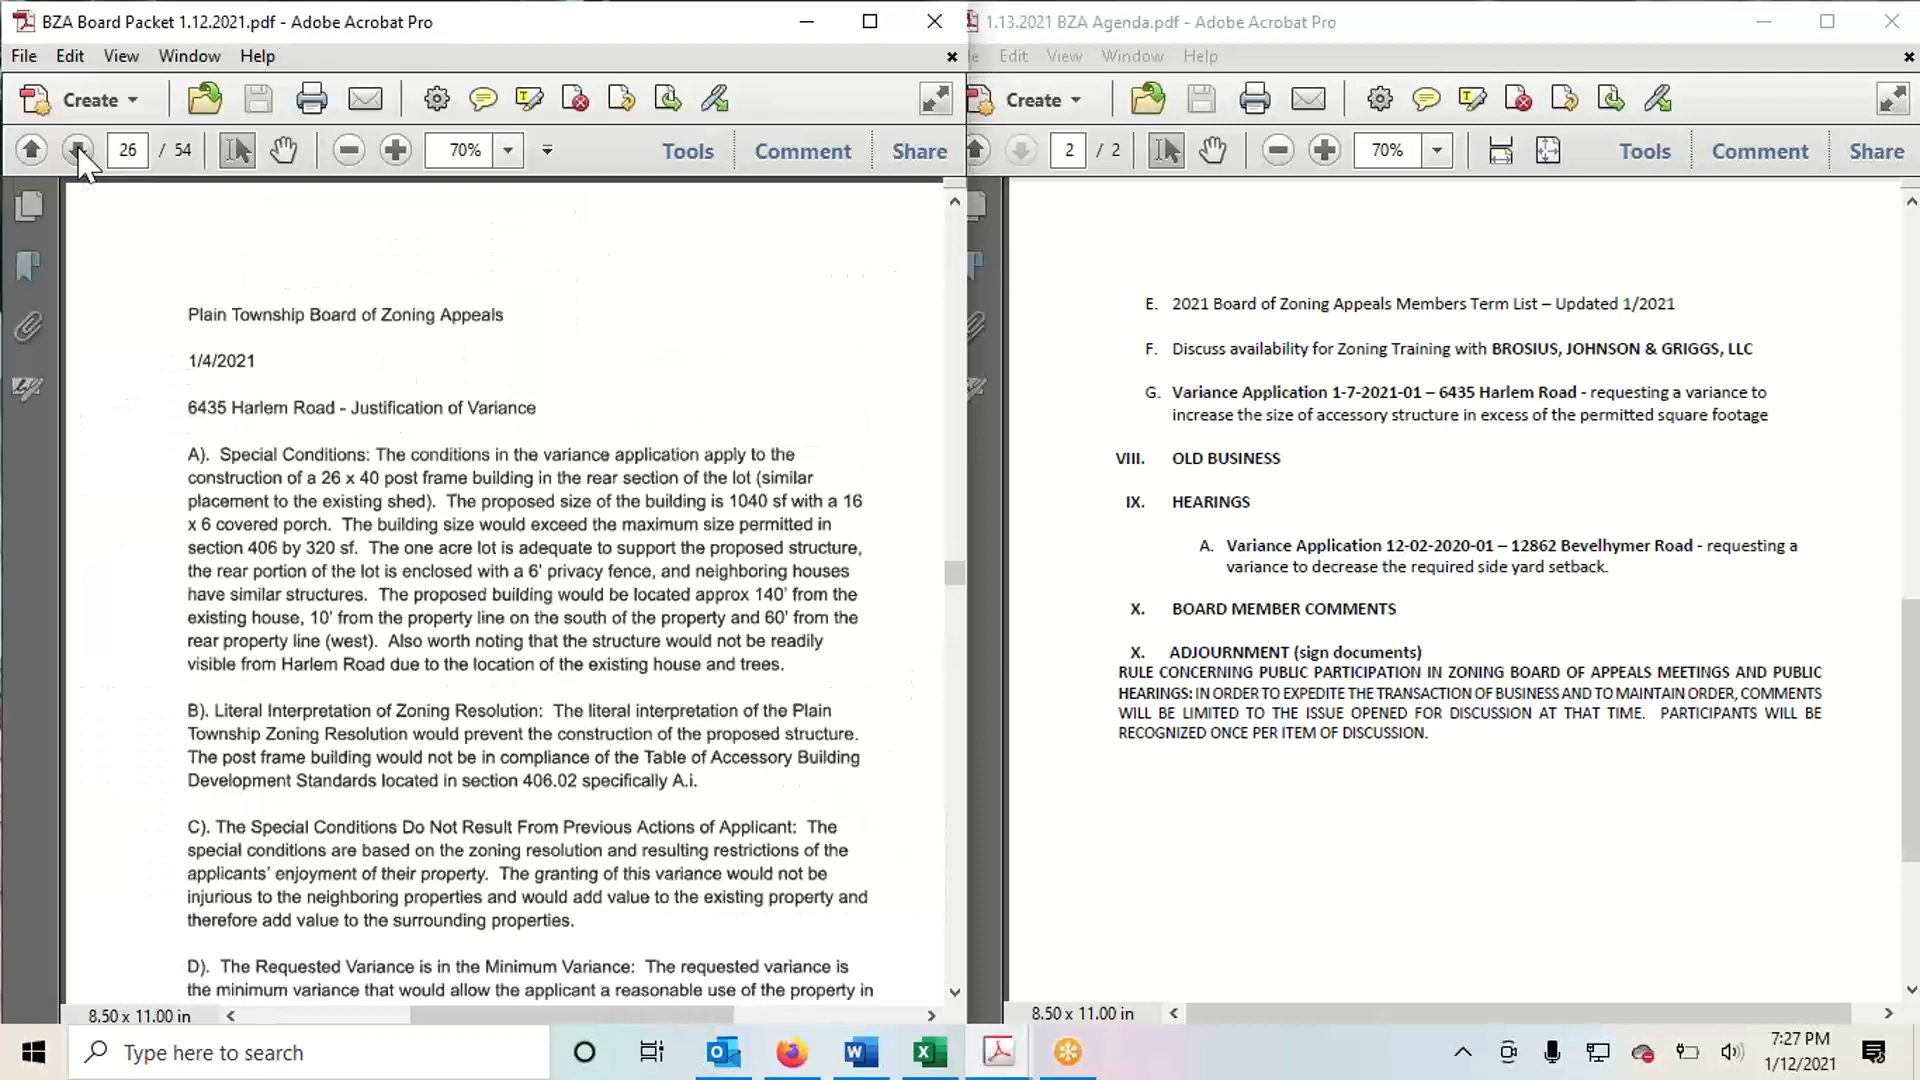 BZA Board Packet 1.12.2021.pdf - Adobe Acrobat Pro
File Edit View Window Help
Create
26 / 54
70%
Tools Comment Share
Plain Township Board of Zoning Appeals
1/4/2021
6435 Harlem Road - Justification of Variance
A). Special Conditions: The conditions in the variance application apply to the
construction of a 26 x 40 post frame building in the rear section of the lot (similar
placement to the existing shed). The proposed size of the building is 1040 sf with a 16
x 6 covered porch. The building size would exceed the maximum size permitted in
section 406 by 320 sf. The one acre lot is adequate to support the proposed structure,
the rear portion of the lot is enclosed with a 6' privacy fence, and neighboring houses
have similar structures. The proposed building would be located approx 140' from the
existing house, 10' from the property line on the south of the property and 60' from the
rear property line (west). Also worth noting that the structure would not be readily
visible from Harlem Road due to the location of the existing house and trees.
B). Literal Interpretation of Zoning Resolution: The literal interpretation of the Plain
Township Zoning Resolution would prevent the construction of the proposed structure.
The post frame building would not be in compliance of the Table of Accessory Building
Development Standards located in section 406.02 specifically A.i.
C). The Special Conditions Do Not Result From Previous Actions of Applicant: The
special conditions are based on the zoning resolution and resulting restrictions of the
applicants' enjoyment of their property. The granting of this variance would not be
injurious to the neighboring properties and would add value to the existing property and
therefore add value to the surrounding properties.
D). The Requested Variance is in the Minimum Variance: The requested variance is
the minimum variance that would allow the applicant a reasonable use of the property in
8.50 x 11.00 in
1.13.2021 BZA Agenda.pdf - Adobe Acrobat Pro
Edit View Window Help
Create
2 / 2
70%
Tools Comment Share
E. 2021 Board of Zoning Appeals Members Term List – Updated 1/2021
F. Discuss availability for Zoning Training with BROSIUS, JOHNSON & GRIGGS, LLC
G. Variance Application 1-7-2021-01 – 6435 Harlem Road - requesting a variance to
increase the size of accessory structure in excess of the permitted square footage
VIII. OLD BUSINESS
IX. HEARINGS
A. Variance Application 12-02-2020-01 – 12862 Bevelhymer Road - requesting a
variance to decrease the required side yard setback.
X. BOARD MEMBER COMMENTS
X. ADJOURNMENT (sign documents)
RULE CONCERNING PUBLIC PARTICIPATION IN ZONING BOARD OF APPEALS MEETINGS AND PUBLIC
HEARINGS: IN ORDER TO EXPEDITE THE TRANSACTION OF BUSINESS AND TO MAINTAIN ORDER, COMMENTS
WILL BE LIMITED TO THE ISSUE OPENED FOR DISCUSSION AT THAT TIME. PARTICIPANTS WILL BE
RECOGNIZED ONCE PER ITEM OF DISCUSSION.
8.50 x 11.00 in
Type here to search
7:27 PM
1/12/2021